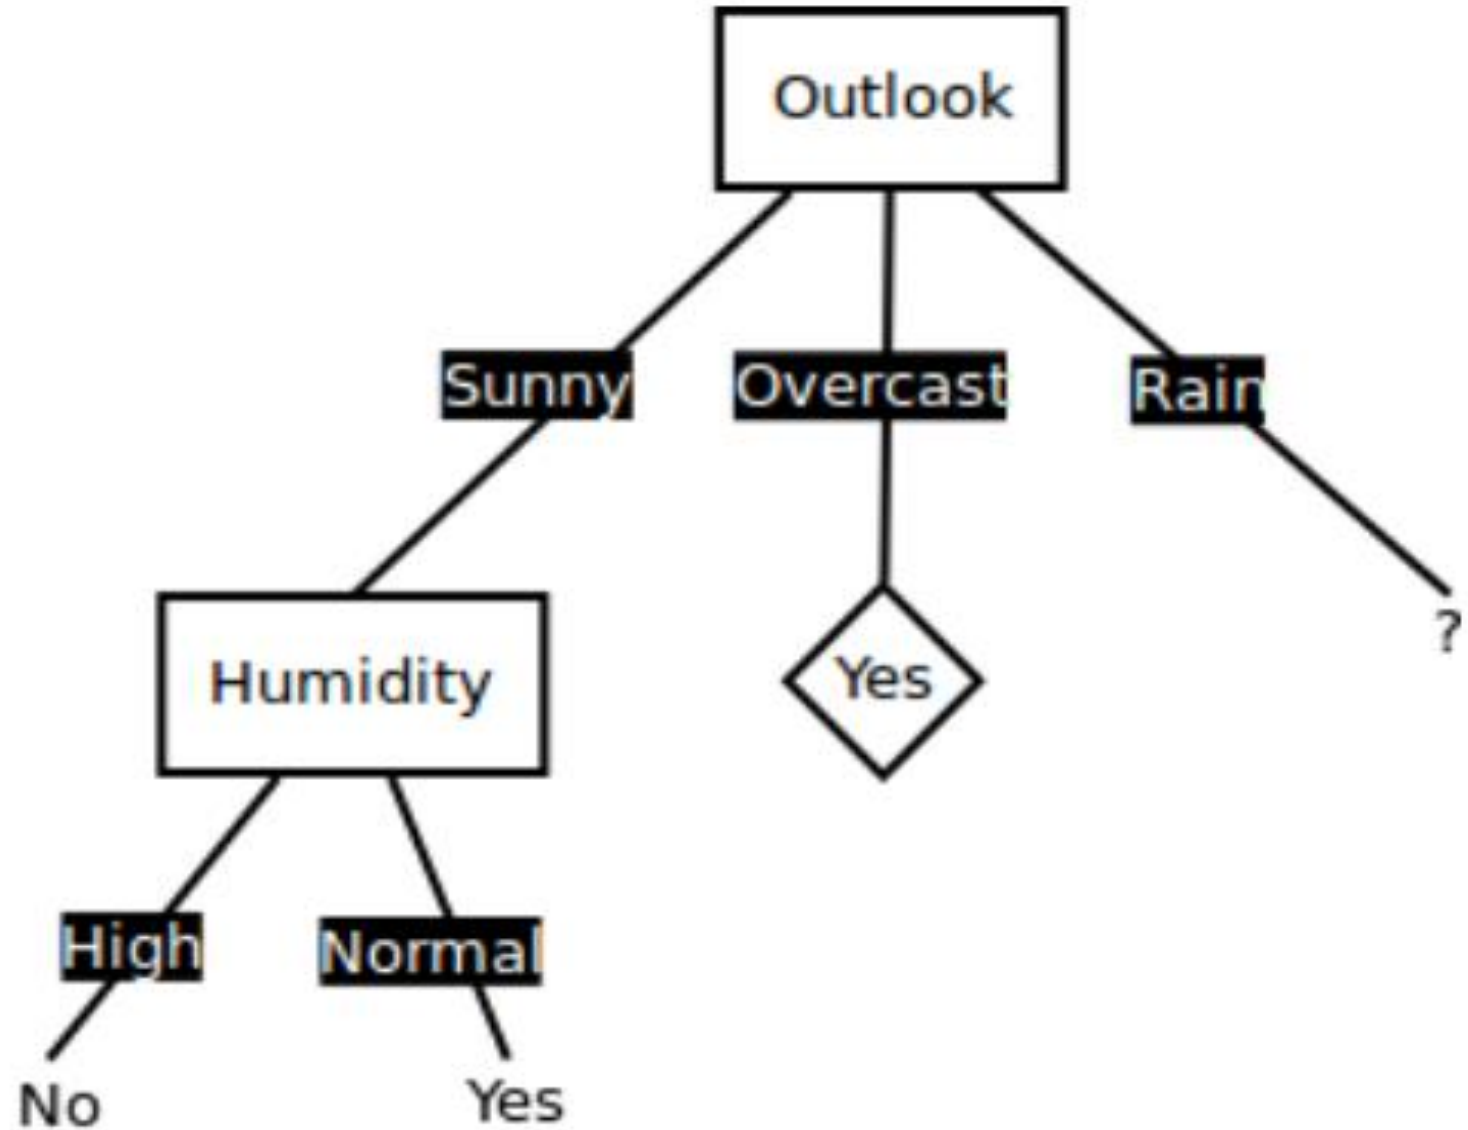 Outlook
Sunny
Overcast
Rain
?
Humidity
Yes
High
Normal
No
Yes